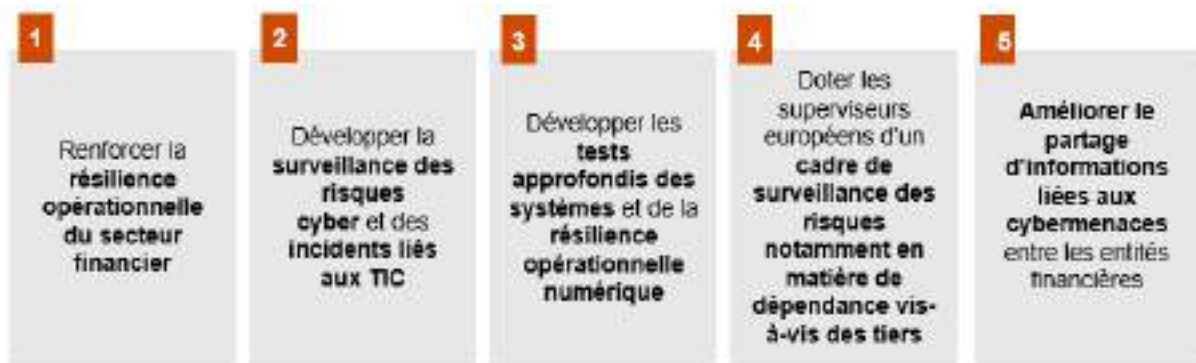 1
Renforcer la
résilience
opérationnelle
du secteur
financier
2
Développer la
surveillance des
risques
cyber et des
incidents liés
aux TIC
3
Développer les
tests
approfondis des
systèmes et de la
résilience
opérationnelle
numérique
4
Doter les
superviseurs
européens d'un
cadre de
surveillance des
risques
notamment en
matière de
dépendance vis-
à-vis des tiers
5
Améliorer le
partage
d'informations
liées aux
cybermenaces
entre les entités
financières